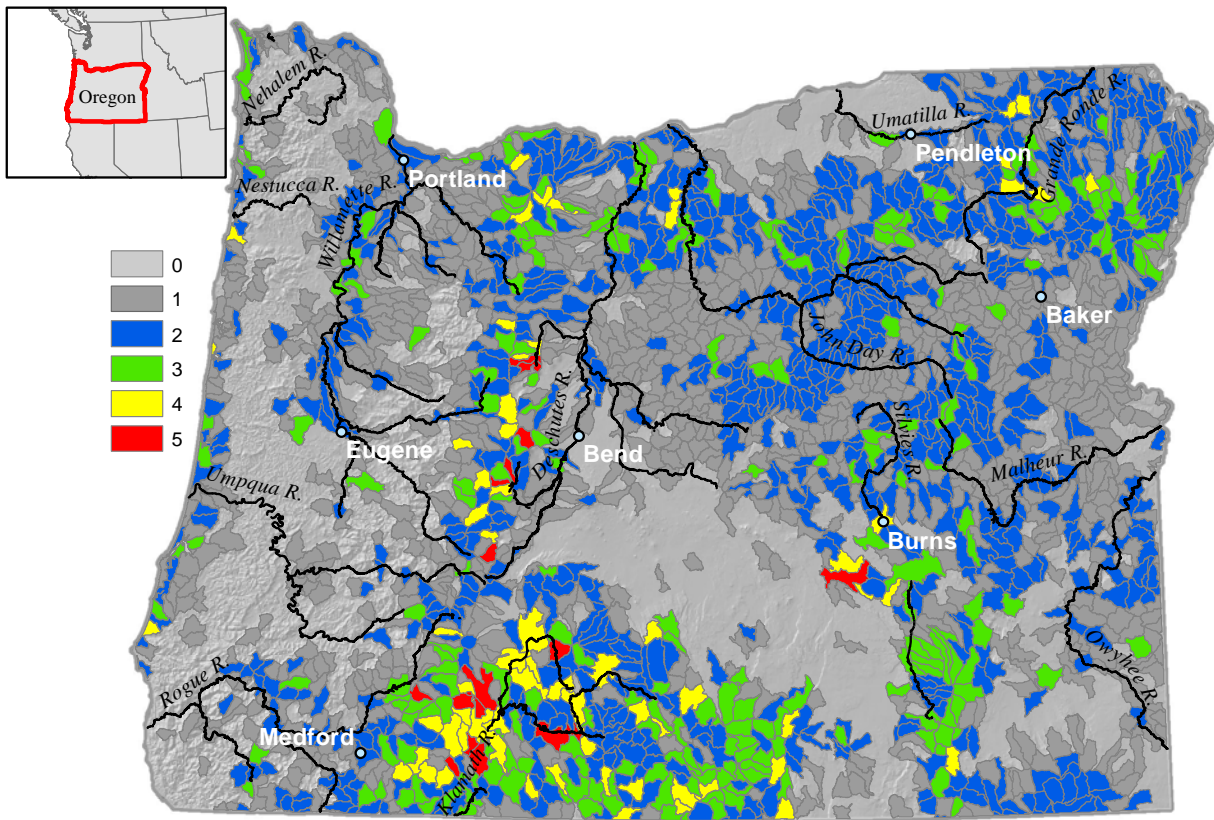 Oregon
Nehalem R.
Umatilla R.
Pendleton
Grande Ronde R.
Portland
Nestucca R.
Willamette R.
0
1
2
3
4
5
Baker
John Day R.
Deschutes R.
Silvies R.
Eugene
Bend
Malheur R.
Umpqua R.
Burns
Owyhee R.
Rogue R.
Medford
Klamath R.